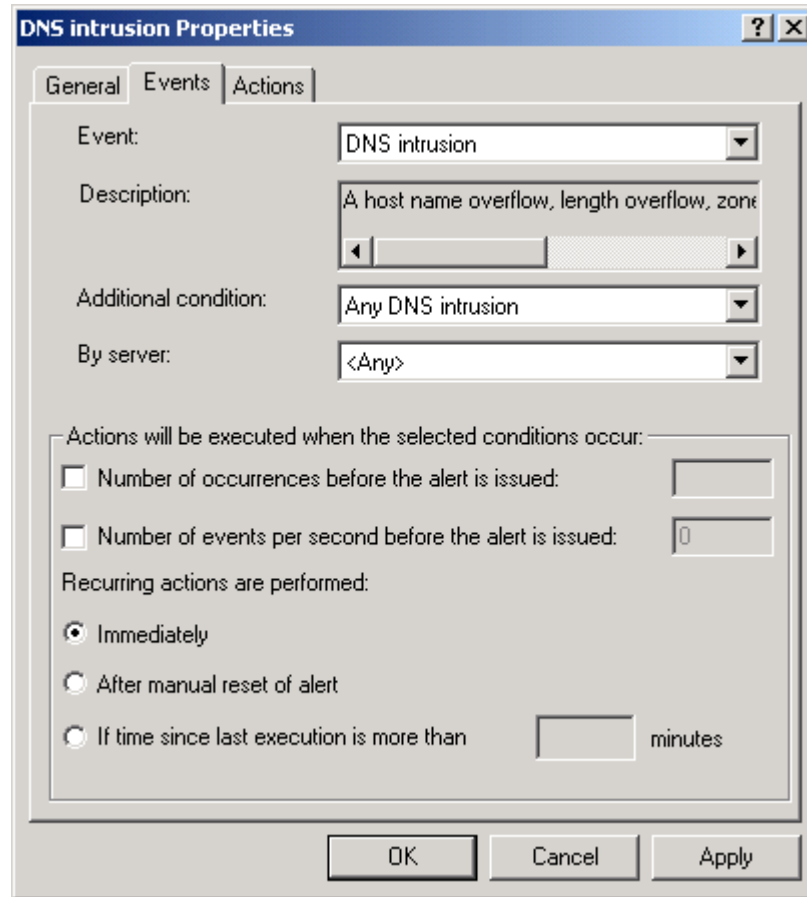 DNS intrusion Properties
General Events Actions
Event: DNS intrusion
Description: A host name overflow, length overflow, zone
Additional condition: Any DNS intrusion
By server: <Any>
Actions will be executed when the selected conditions occur:
Number of occurrences before the alert is issued:
Number of events per second before the alert is issued: 0
Recurring actions are performed:
Immediately
After manual reset of alert
If time since last execution is more than minutes
OK Cancel Apply